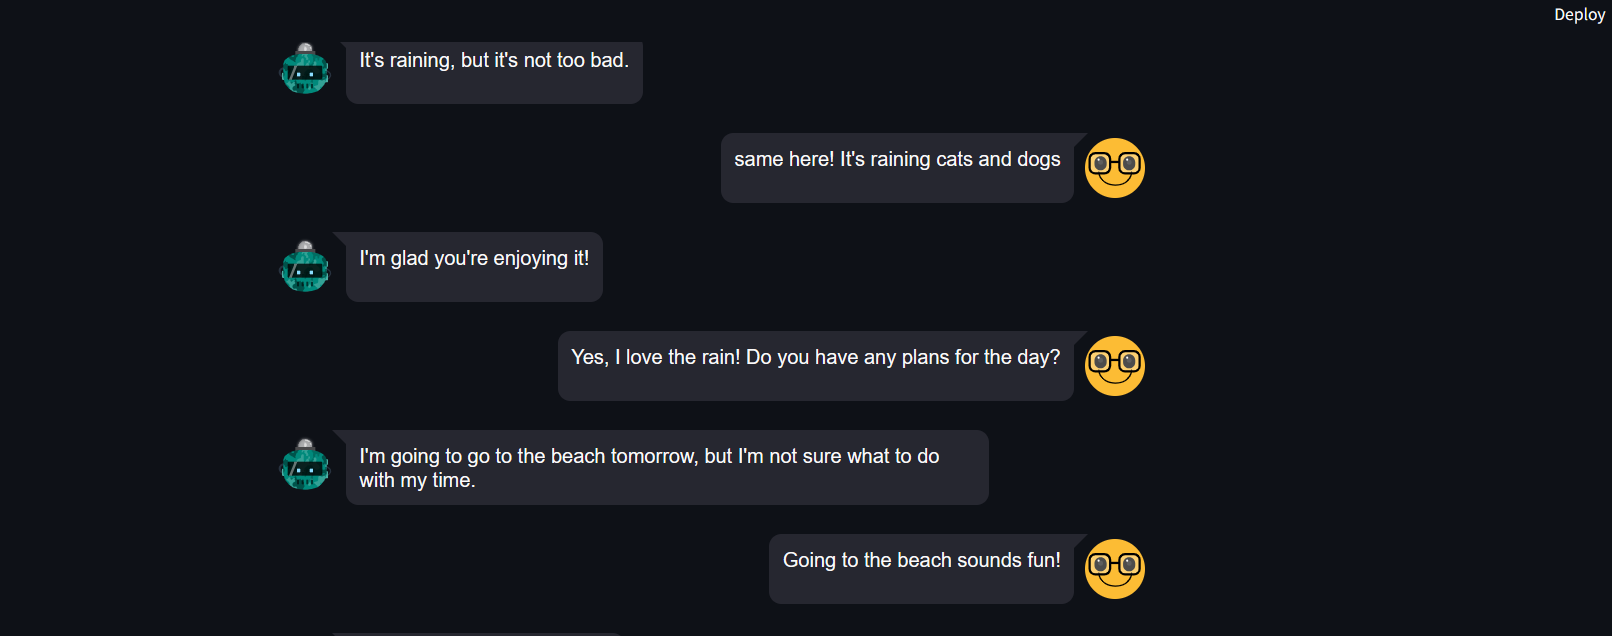 Deploy
It's raining, but it's not too bad.
same here! It's raining cats and dogs
I'm glad you're enjoying it!
Yes, I love the rain! Do you have any plans for the day?
I'm going to go to the beach tomorrow, but I'm not sure what to do
with my time.
Going to the beach sounds fun!